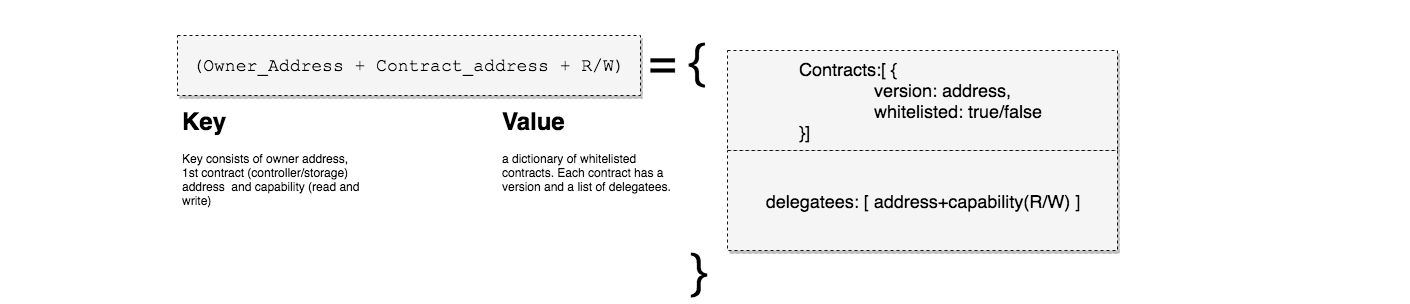 (Owner_Address + Contract_address + R/W)
= {
Contracts:[ {
version: address,
whitelisted: true/false
}]
delegatees: [ address+capability(R/W) ]
}
Key
Key consists of owner address,
1st contract (controller/storage)
address and capability (read and
write)
Value
a dictionary of whitelisted
contracts. Each contract has a
version and a list of delegatees.